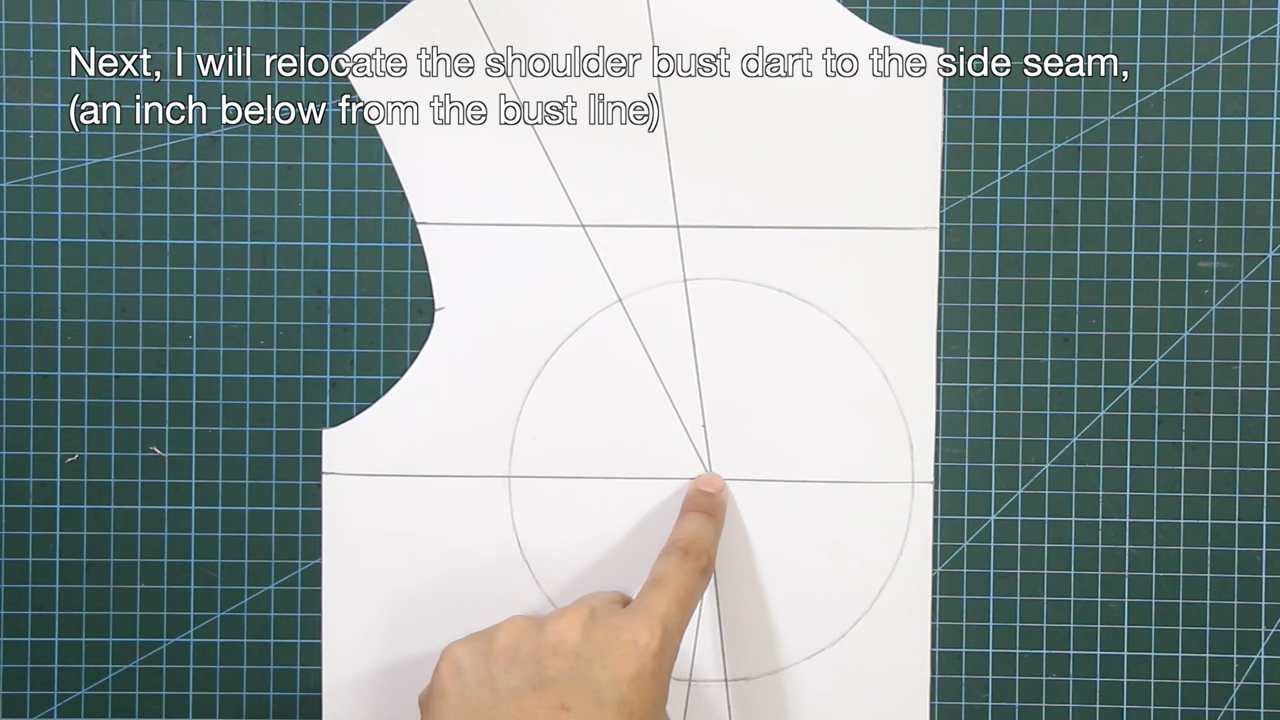 Next, I will relocate the shoulder bust dart to the side seam,
(an inch below from the bust line)